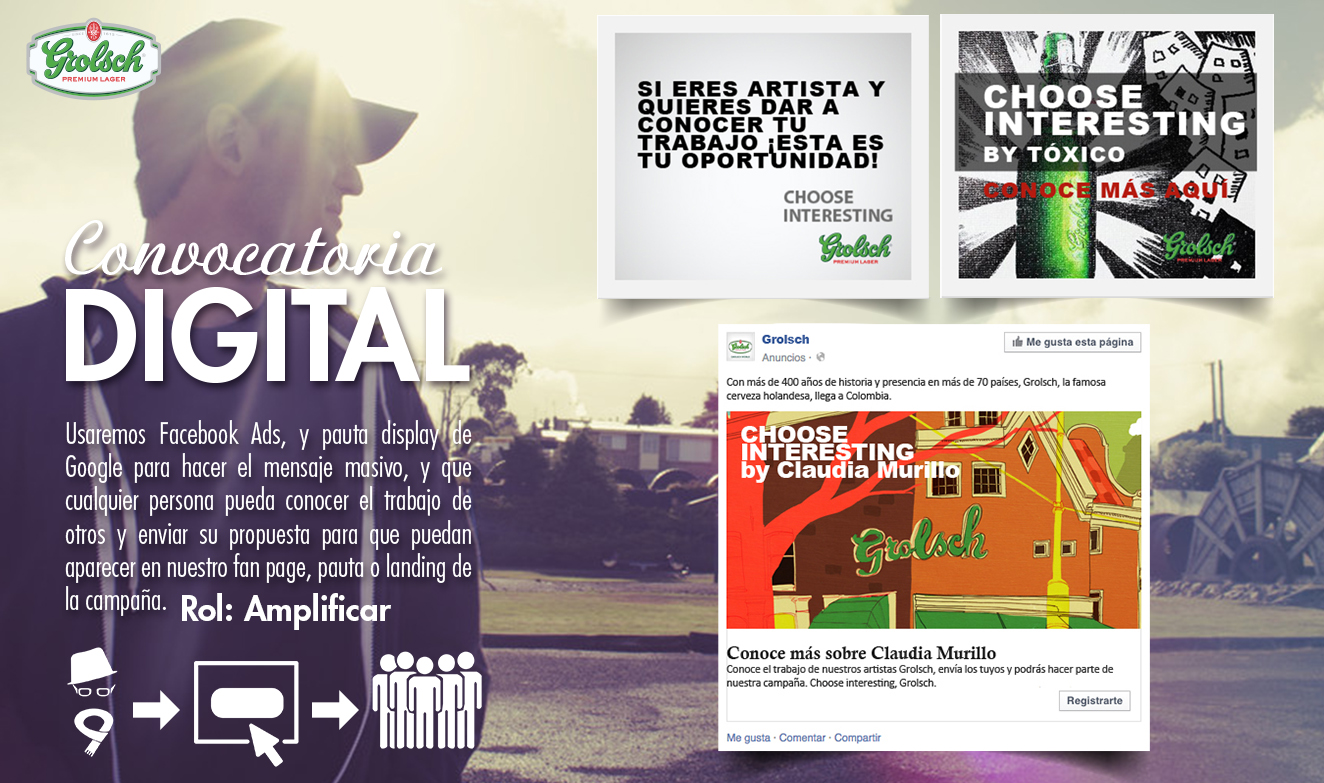 Grolsch
PREMIUM LAGER
Convocatoria
DIGITAL
Usaremos Facebook Ads, y pauta display de
Google para hacer el mensaje masivo, y que
cualquier persona pueda conocer el trabajo de
otros y enviar su propuesta para que puedan
aparecer en nuestro fan page, pauta o landing de
la campaña. Rol: Amplificar
SI ERES ARTISTA Y
QUIERES DAR A
CONOCER TU
TRABAJO ¡ESTA ES
TU OPORTUNIDAD!
CHOOSE
INTERESTING
Grolsch
PREMIUM LAGER
CHOOSE
INTERESTING
BY TÓXICO
CONOCE MÁS AQUÍ
Grolsch
PREMIUM LAGER
Grolsch
Grolsch
Anuncios ·
Me gusta esta página
Con más de 400 años de historia y presencia en más de 70 países, Grolsch, la famosa
cerveza holandesa, llega a Colombia.
CHOOSE
INTERESTING
by Claudia Murillo
Grolsch
Conoce más sobre Claudia Murillo
Conoce el trabajo de nuestros artistas Grolsch, envía los tuyos y podrás hacer parte de
nuestra campaña. Choose interesting, Grolsch.
Registrarte
Me gusta · Comentar · Compartir